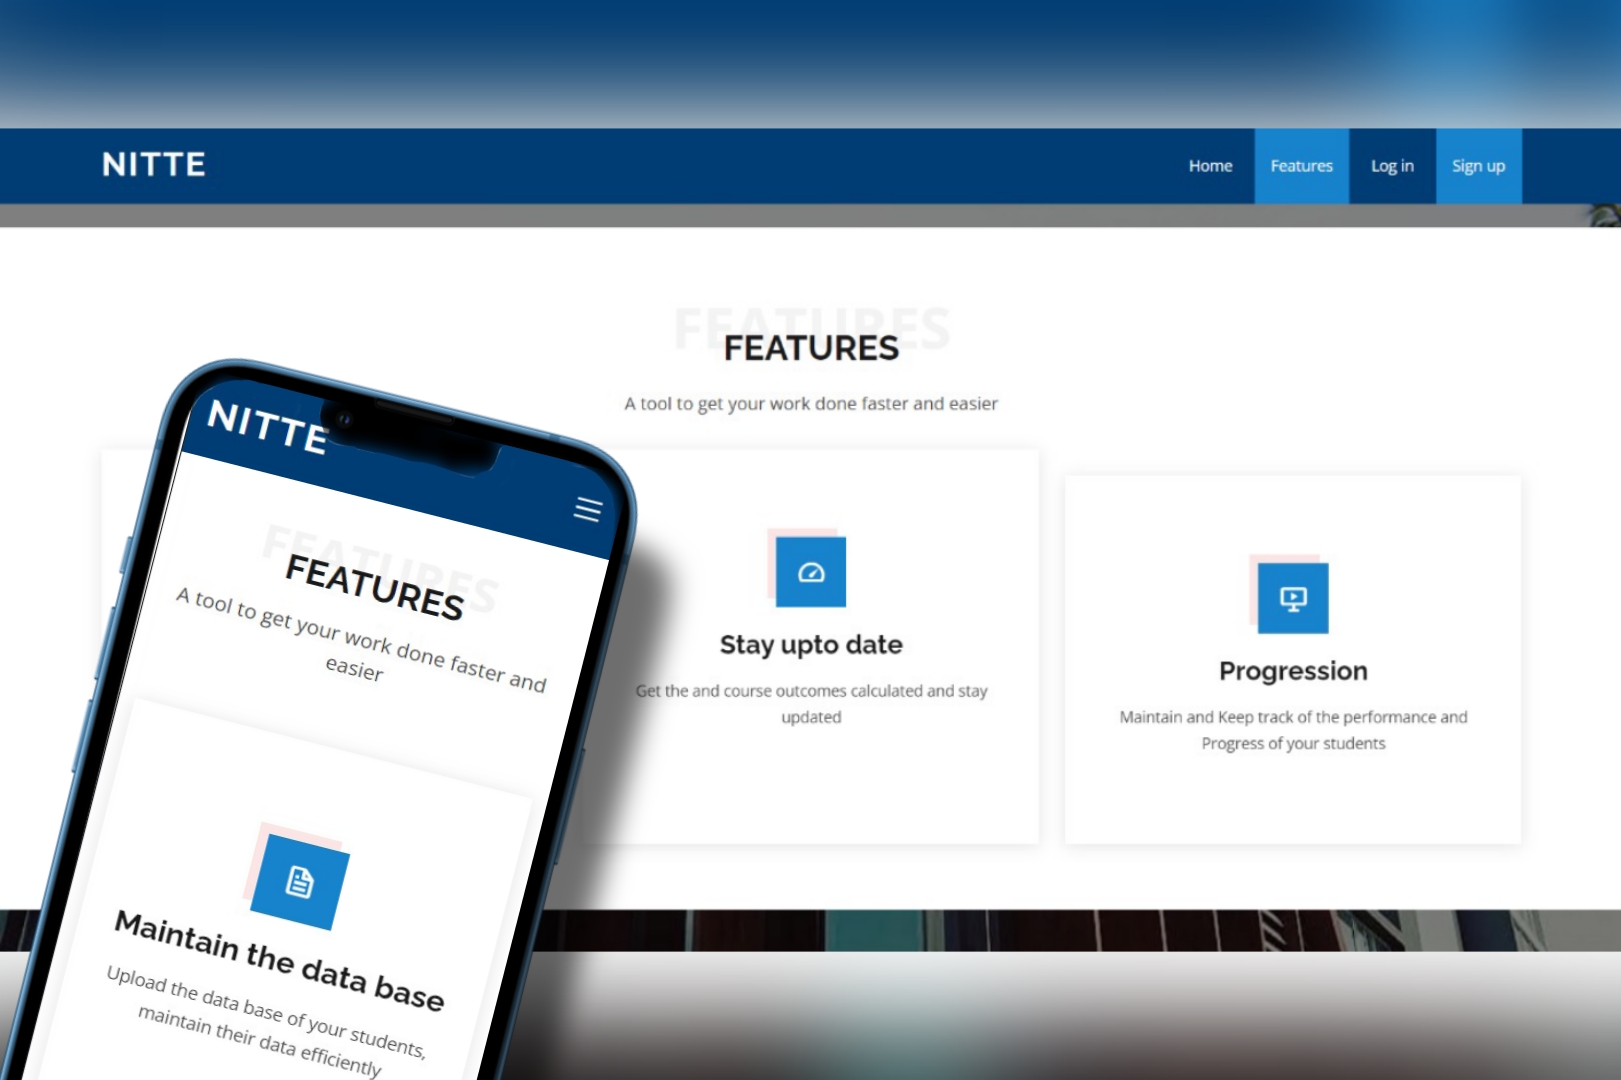 NITTE
Home
Features
Log in
Sign up
FEATURES
FEATURES
A tool to get your work done faster and easier
Stay upto date
Get the and course outcomes calculated and stay
updated
Progression
Maintain and Keep track of the performance and
Progress of your students
NITTE
FEATURES
FEATURES
A tool to get your work done faster and
easier
Maintain the data base
Upload the data base of your students,
maintain their data efficiently